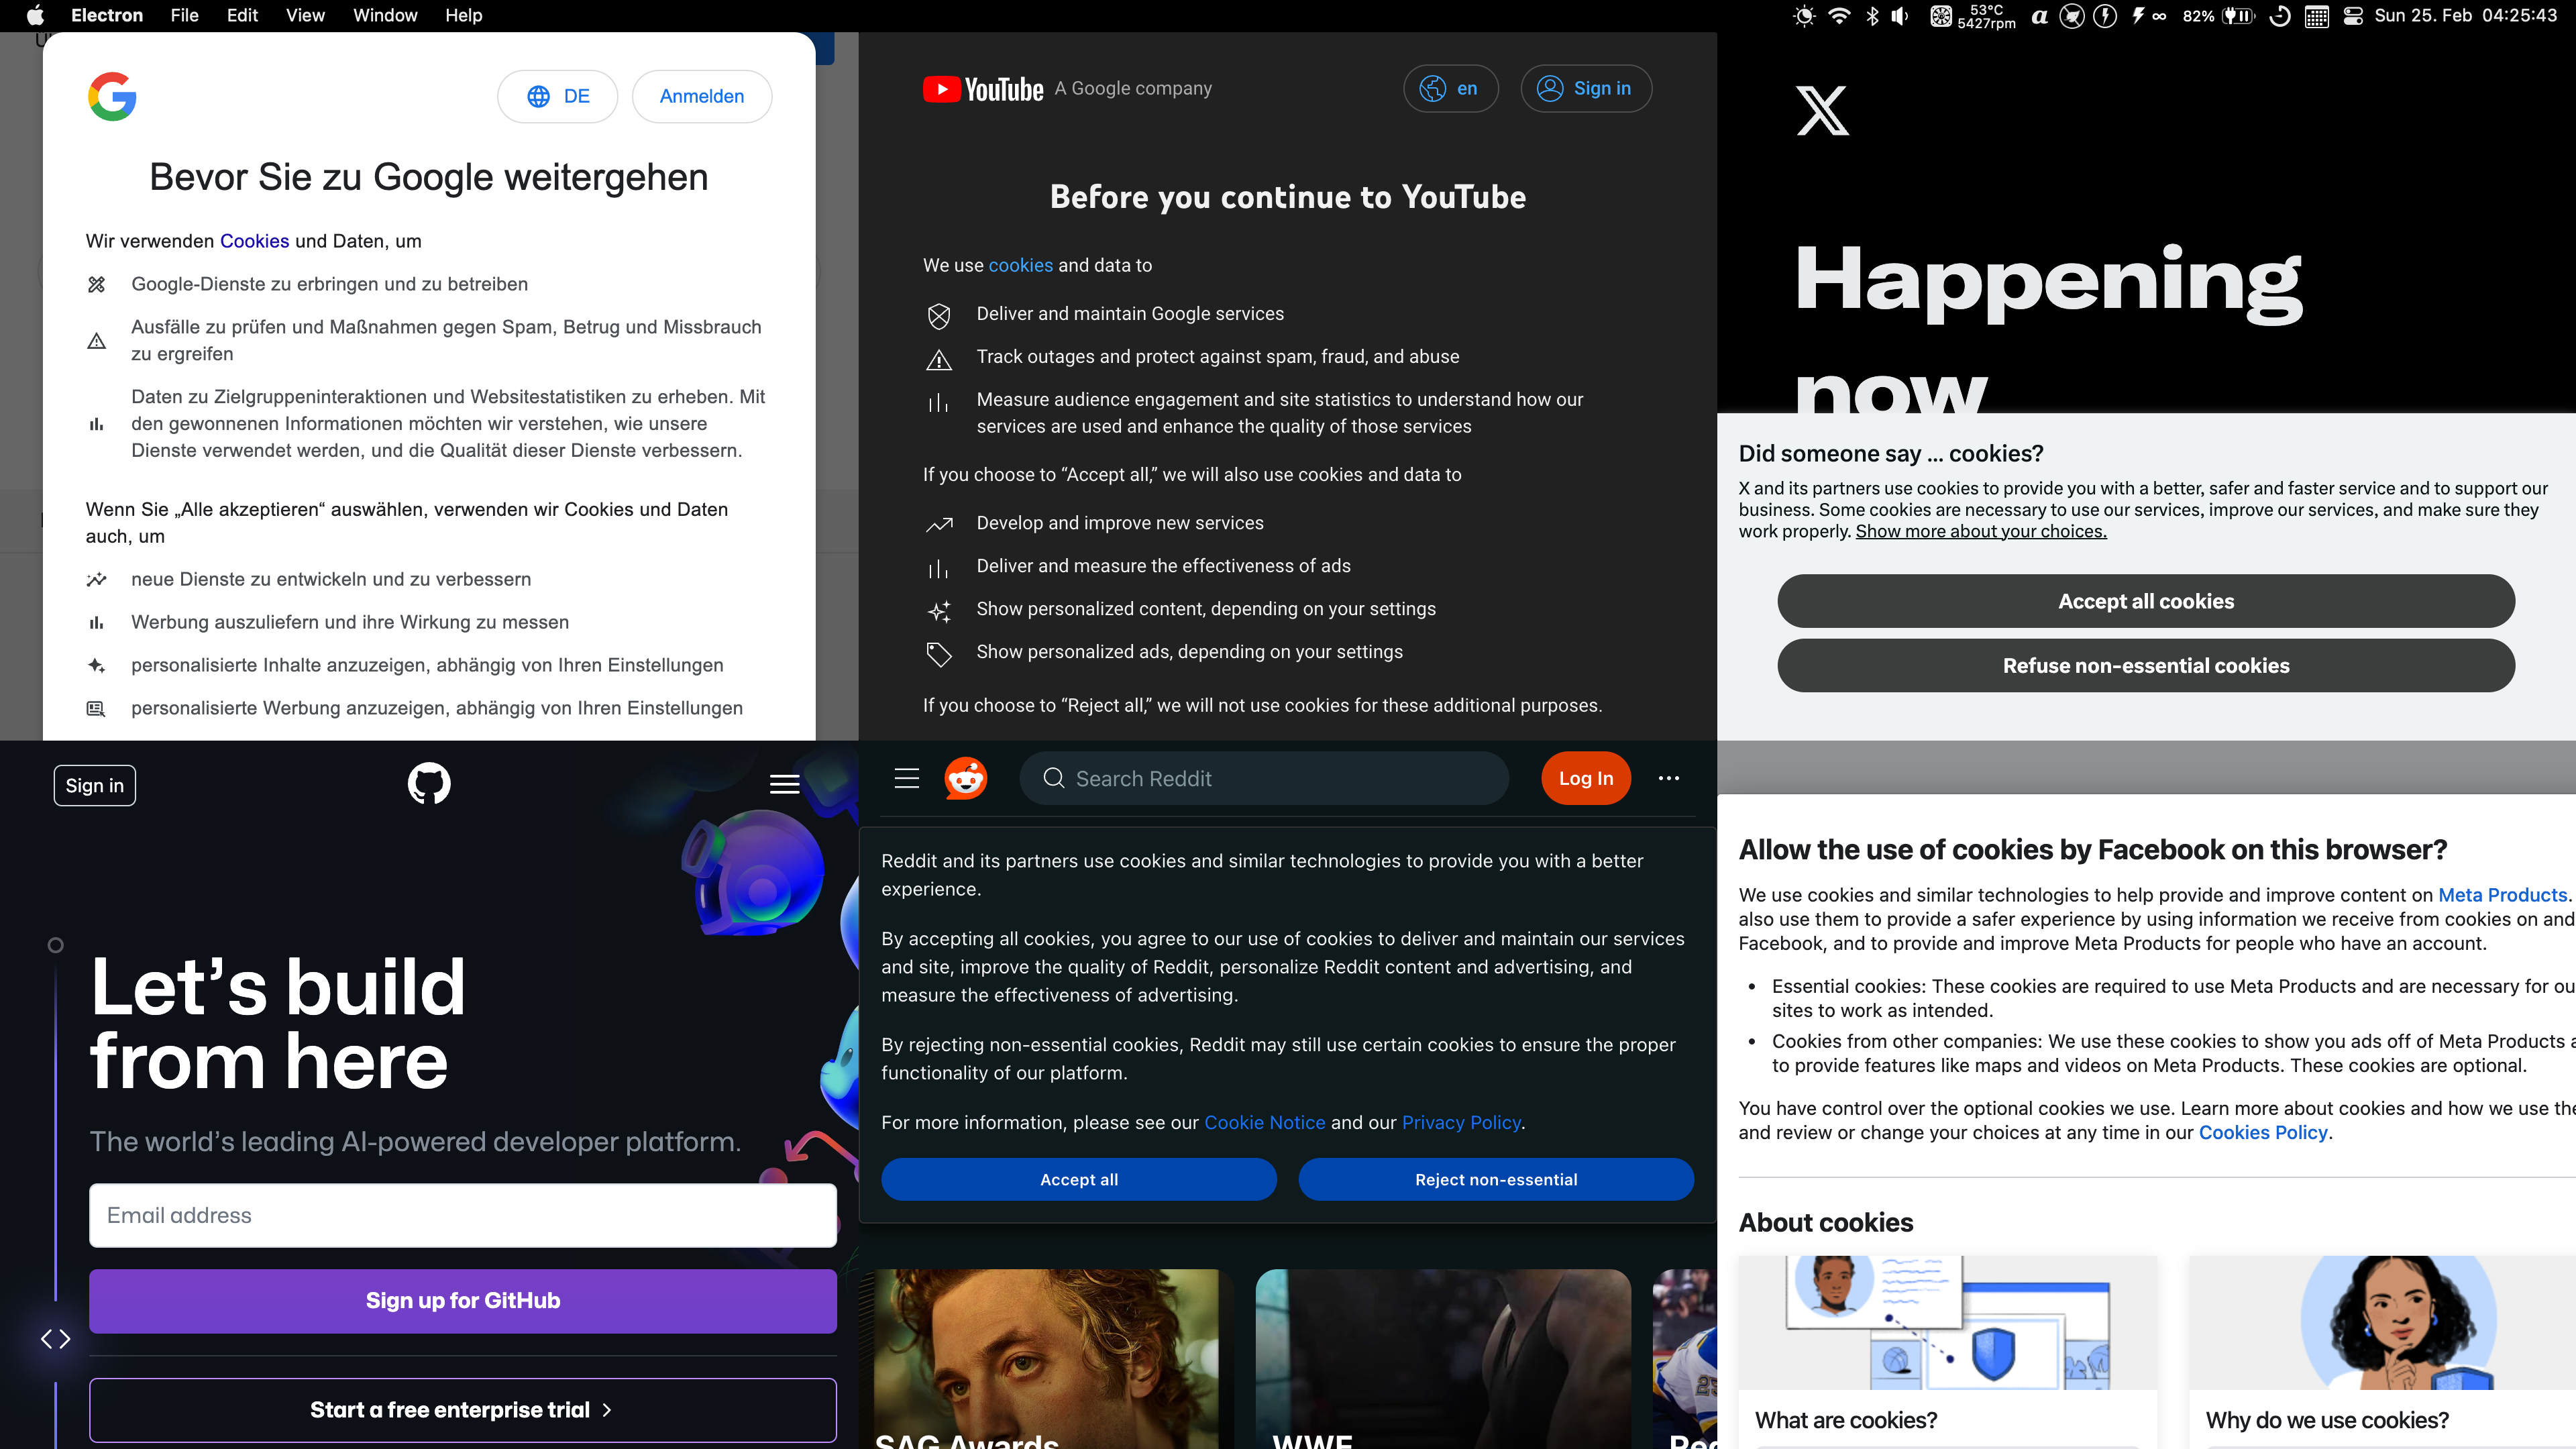 Electron File Edit View Window Help
53°C
5427rpm
82%
Sun 25. Feb 04:25:43
DE
Anmelden
Bevor Sie zu Google weitergehen
Wir verwenden Cookies und Daten, um
Google-Dienste zu erbringen und zu betreiben
Ausfälle zu prüfen und Maßnahmen gegen Spam, Betrug und Missbrauch
zu ergreifen
Daten zu Zielgruppeninteraktionen und Websitestatistiken zu erheben. Mit
den gewonnenen Informationen möchten wir verstehen, wie unsere
Dienste verwendet werden, und die Qualität dieser Dienste verbessern.
Wenn Sie „Alle akzeptieren“ auswählen, verwenden wir Cookies und Daten
auch, um
neue Dienste zu entwickeln und zu verbessern
Werbung auszuliefern und ihre Wirkung zu messen
personalisierte Inhalte anzuzeigen, abhängig von Ihren Einstellungen
personalisierte Werbung anzuzeigen, abhängig von Ihren Einstellungen
YouTube A Google company
en
Sign in
Before you continue to YouTube
We use cookies and data to
Deliver and maintain Google services
Track outages and protect against spam, fraud, and abuse
Measure audience engagement and site statistics to understand how our
services are used and enhance the quality of those services
If you choose to “Accept all,” we will also use cookies and data to
Develop and improve new services
Deliver and measure the effectiveness of ads
Show personalized content, depending on your settings
Show personalized ads, depending on your settings
If you choose to “Reject all,” we will not use cookies for these additional purposes.
X
Happening
now
Did someone say … cookies?
X and its partners use cookies to provide you with a better, safer and faster service and to support our
business. Some cookies are necessary to use our services, improve our services, and make sure they
work properly. Show more about your choices.
Accept all cookies
Refuse non-essential cookies
Sign in
Let’s build
from here
The world’s leading AI-powered developer platform.
Email address
Sign up for GitHub
Start a free enterprise trial
Search Reddit
Log In
Reddit and its partners use cookies and similar technologies to provide you with a better
experience.
By accepting all cookies, you agree to our use of cookies to deliver and maintain our services
and site, improve the quality of Reddit, personalize Reddit content and advertising, and
measure the effectiveness of advertising.
By rejecting non-essential cookies, Reddit may still use certain cookies to ensure the proper
functionality of our platform.
For more information, please see our Cookie Notice and our Privacy Policy.
Accept all
Reject non-essential
SAG Awards
WWE
Allow the use of cookies by Facebook on this browser?
We use cookies and similar technologies to help provide and improve content on Meta Products.
also use them to provide a safer experience by using information we receive from cookies on and
Facebook, and to provide and improve Meta Products for people who have an account.
Essential cookies: These cookies are required to use Meta Products and are necessary for
sites to work as intended.
Cookies from other companies: We use these cookies to show you ads off of Meta Products
to provide features like maps and videos on Meta Products. These cookies are optional.
You have control over the optional cookies we use. Learn more about cookies and how we use
and review or change your choices at any time in our Cookies Policy.
About cookies
What are cookies?
Why do we use cookies?